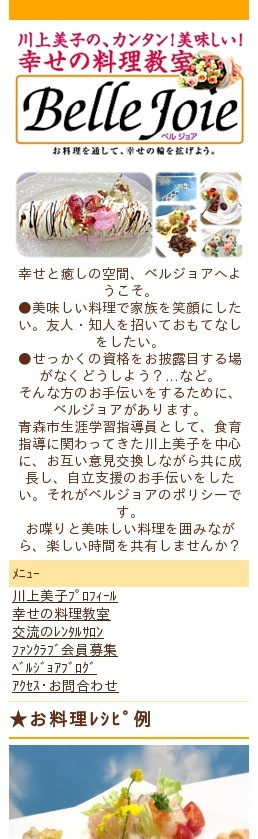 川上美子の、カンタン!美味しい!
幸せの料理教室
Belle Joie
ベル ジョア
お料理を通して、幸せの輪を拡げよう。
幸せと癒しの空間、ベルジョアへよ
うこそ。
●美味しい料理で家族を笑顔にした
い。友人・知人を招いておもてなし
をしたい。
●せっかくの資格をお披露目する場
がなくどうしよう？…など。
そんな方のお手伝いをするために、
ベルジョアがあります。
青森市生涯学習指導員として、食育
指導に関わってきた川上美子を中心
に、お互い意見交換しながら共に成
長し、自立支援のお手伝いをした
い。それがベルジョアのポリシーで
す。
お喋りと美味しい料理を囲みなが
ら、楽しい時間を共有しませんか？
ﾒﾆｭｰ
川上美子ﾌﾟﾛﾌｨｰﾙ
幸せの料理教室
交流のﾚﾝﾀﾙｻﾛﾝ
ﾌｧﾝｸﾗﾌﾞ会員募集
ﾍﾞﾙｼﾞｮｱﾌﾞﾛｸﾞ
ｱｸｾｽ・お問合わせ
★お料理ﾚｼﾋﾟ例